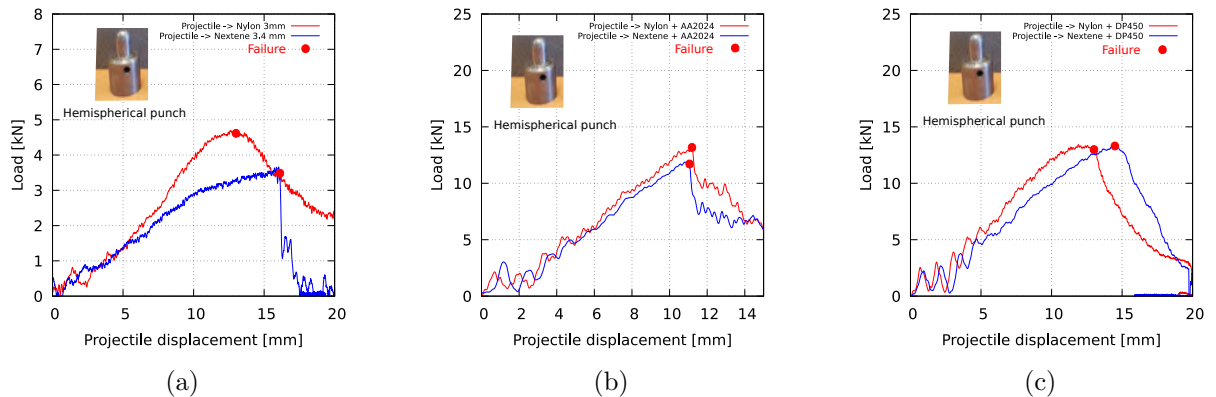 Projectile -> Nylon 3mm
Projectile -> Nextene 3.4 mm
Failure
Hemispherical punch
Load [kN]
8
7
6
5
4
3
2
1
0
0 5 10 15 20
Projectile displacement [mm]
(a)
Projectile -> Nylon + AA2024
Projectile -> Nextene + AA2024
Failure
Hemispherical punch
Load [kN]
25
20
15
10
5
0
0 2 4 6 8 10 12 14
Projectile displacement [mm]
(b)
Projectile -> Nylon + DP450
Projectile -> Nextene + DP450
Failure
Hemispherical punch
Load [kN]
25
20
15
10
5
0
0 5 10 15 20
Projectile displacement [mm]
(c)